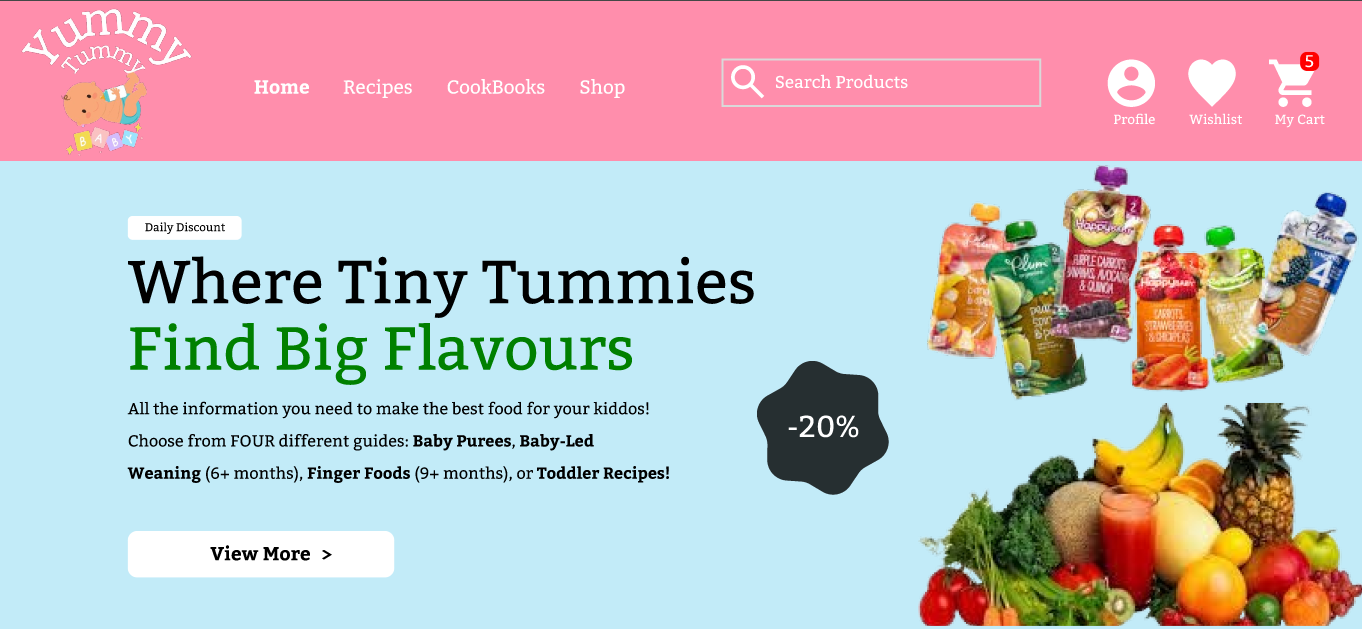 Yummy
Tummy
BABY
Home
Recipes
CookBooks
Shop
Search Products
5
Profile
Wishlist
My Cart
Daily Discount
Where Tiny Tummies
Find Big Flavours
All the information you need to make the best food for your kiddos!
Choose from FOUR different guides: Baby Purees, Baby-Led
Weaning (6+ months), Finger Foods (9+ months), or Toddler Recipes!
-20%
View More >
Plum
2
HAPPYBABY
PURPLE CARROTS,
BANANAS, AVOCADOS
& QUINOA
Plum
HAPPYBABY
CARROTS,
STRAWBERRIES
& CHICKPEAS
Plum
4